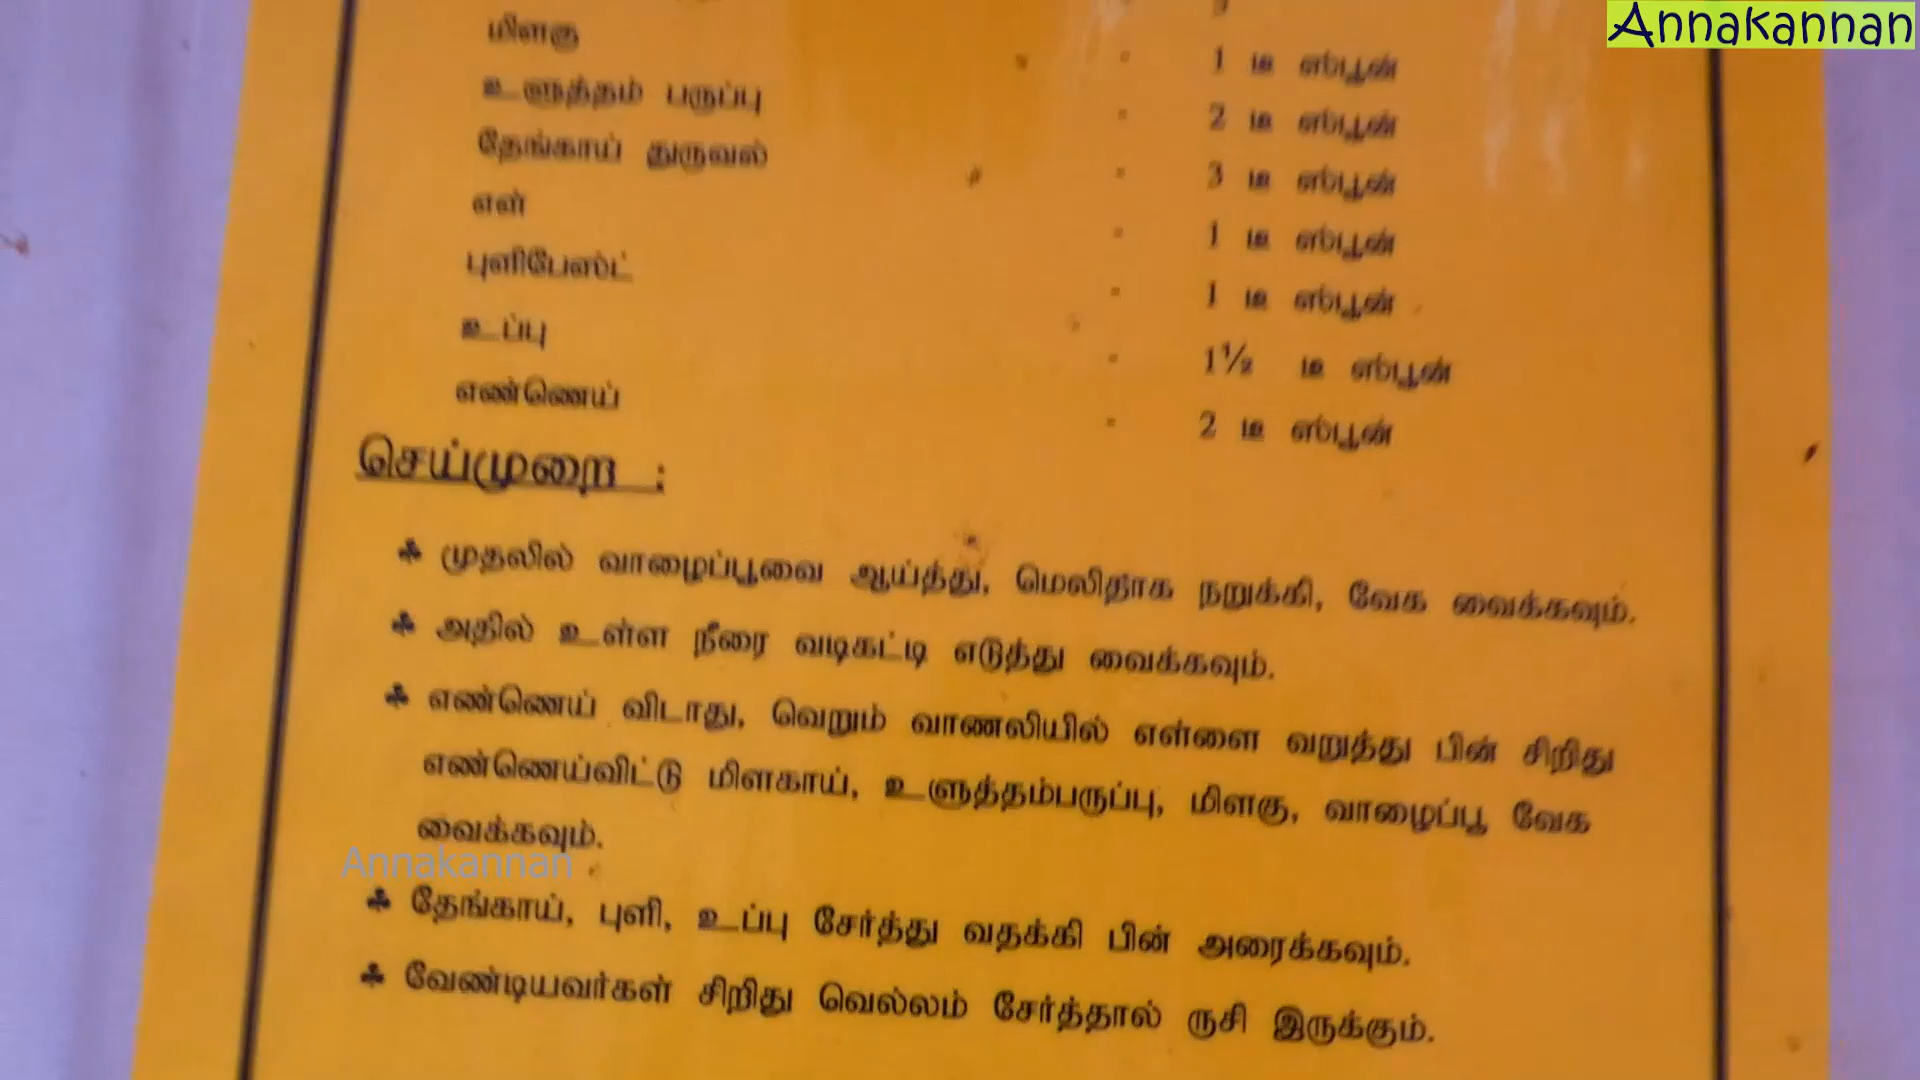 Annakannan
மிளகு - 1 டீ ஸ்பூன்
உளுத்தம் பருப்பு - 2 டீ ஸ்பூன்
தேங்காய் துருவல் - 3 டீ ஸ்பூன்
எள் - 1 டீ ஸ்பூன்
புளிபேஸ்ட் - 1 டீ ஸ்பூன்
உப்பு - 1½ டீ ஸ்பூன்
எண்ணெய் - 2 டீ ஸ்பூன்
செய்முறை :
முதலில் வாழைப்பூவை ஆய்த்து, மெலிதாக நறுக்கி, வேக வைக்கவும்.
அதில் உள்ள நீரை வடிகட்டி எடுத்து வைக்கவும்.
எண்ணெய் விடாது, வெறும் வாணலியில் எள்ளை வறுத்து பின் சிறிது
எண்ணெய்விட்டு மிளகாய், உளுத்தம்பருப்பு, மிளகு, வாழைப்பூ வேக
வைக்கவும்.
Annakannan
தேங்காய், புளி, உப்பு சேர்த்து வதக்கி பின் அரைக்கவும்.
வேண்டியவர்கள் சிறிது வெல்லம் சேர்த்தால் ருசி இருக்கும்.